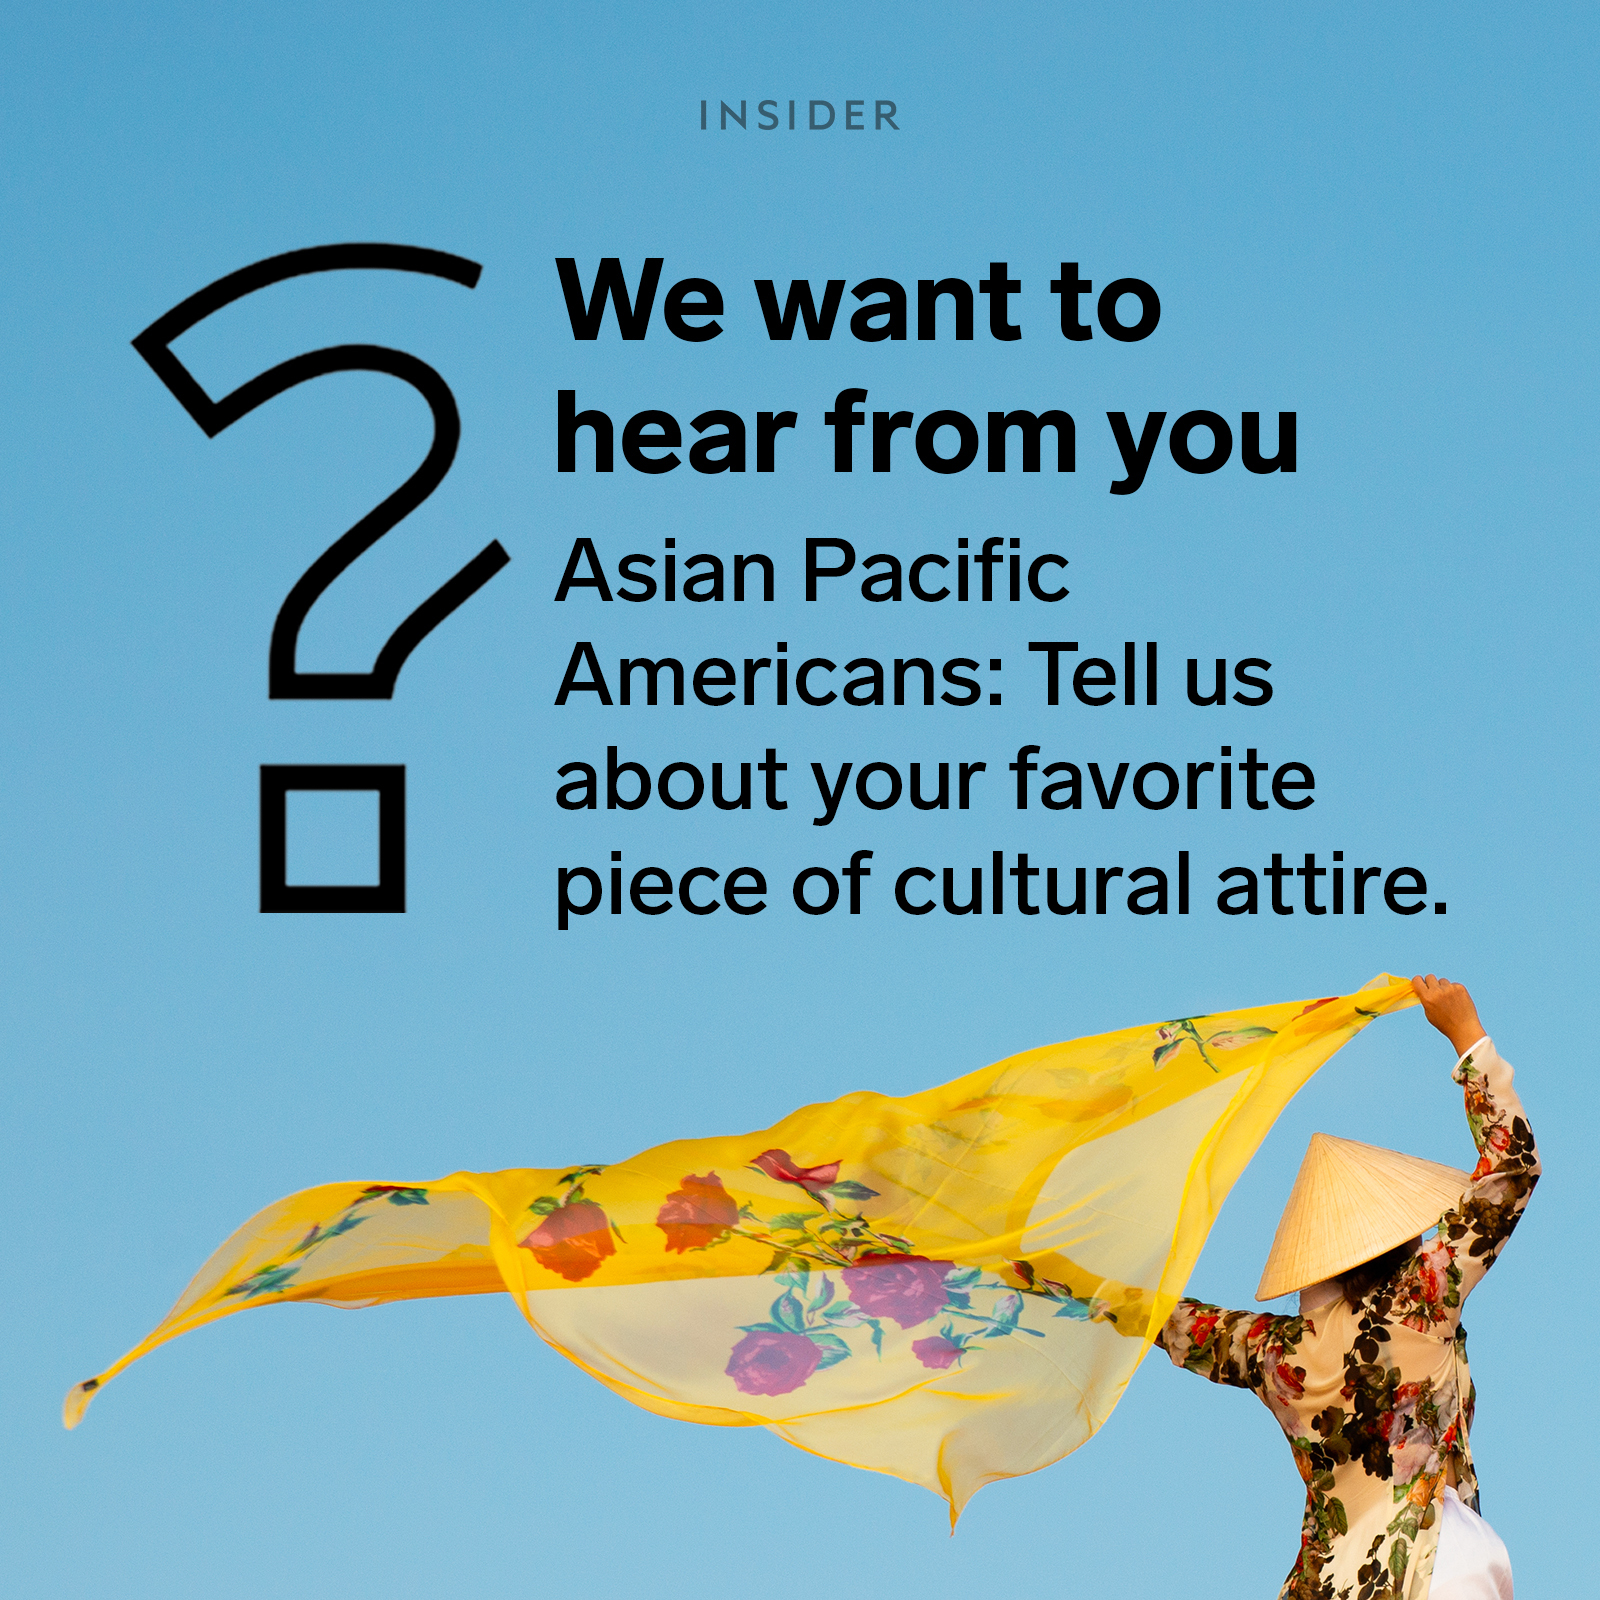 INSIDER
We want to
hear from you
Asian Pacific
Americans: Tell us
about your favorite
piece of cultural attire.